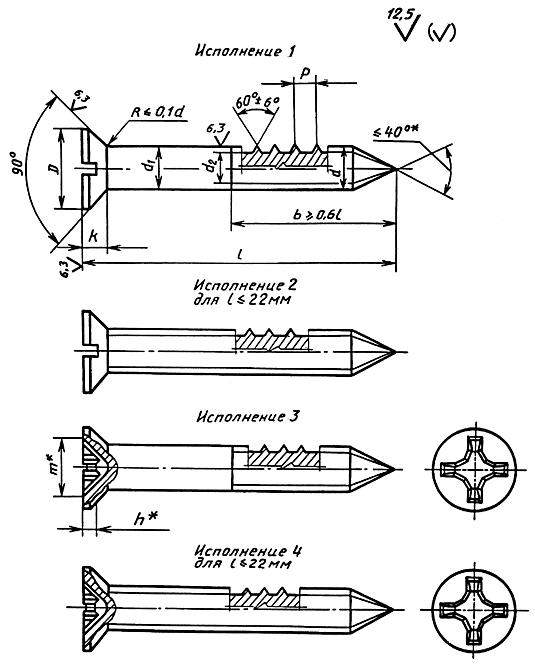 12,5 (√)
Исполнение 1
P
60°±6°
6,3
R≤0,1d
6,3
≤40°*
90°
D
d₁
d₂
d
k
b≥0,6l
6,3
l
Исполнение 2
для l≤22мм
Исполнение 3
m*
h*
Исполнение 4
для l≤22мм